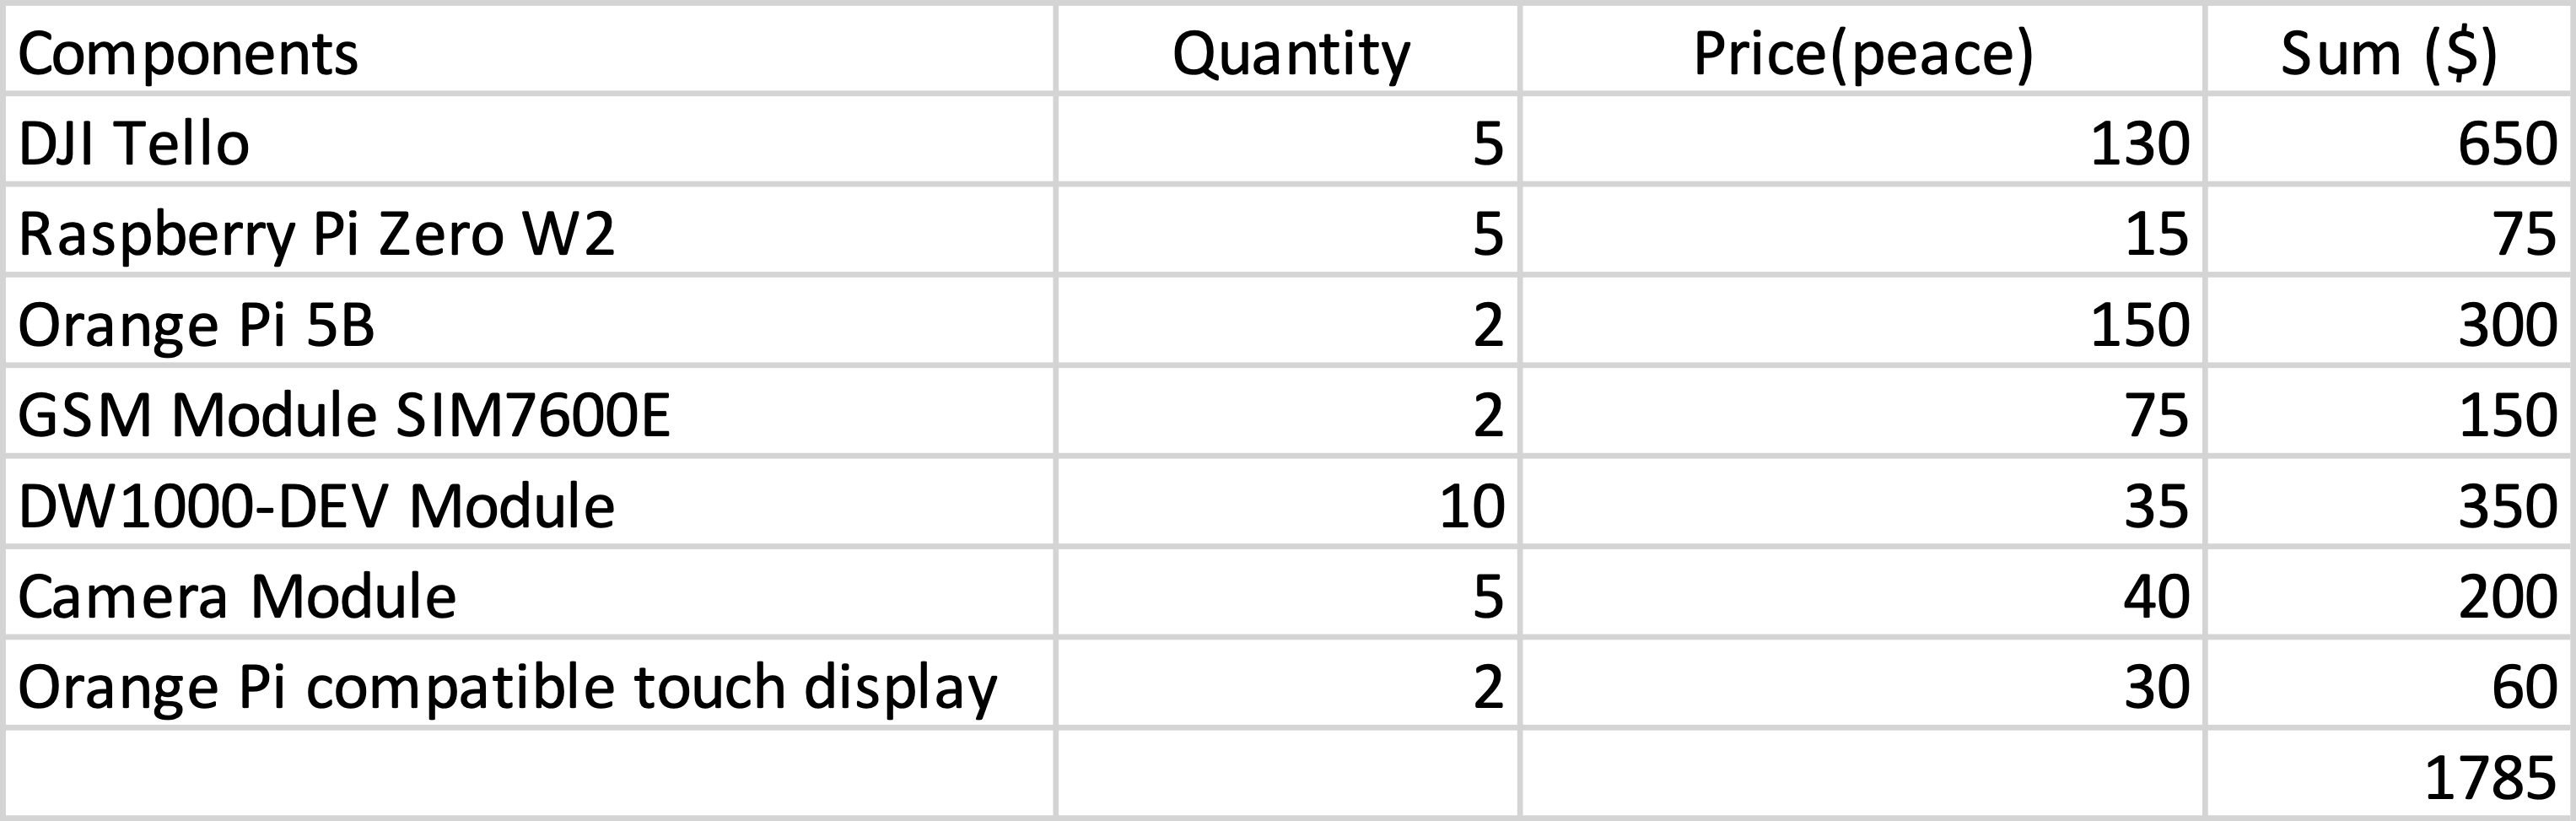 Components Quantity Price(peace) Sum ($)
DJI Tello 5 130 650
Raspberry Pi Zero W2 5 15 75
Orange Pi 5B 2 150 300
GSM Module SIM7600E 2 75 150
DW1000-DEV Module 10 35 350
Camera Module 5 40 200
Orange Pi compatible touch display 2 30 60
1785